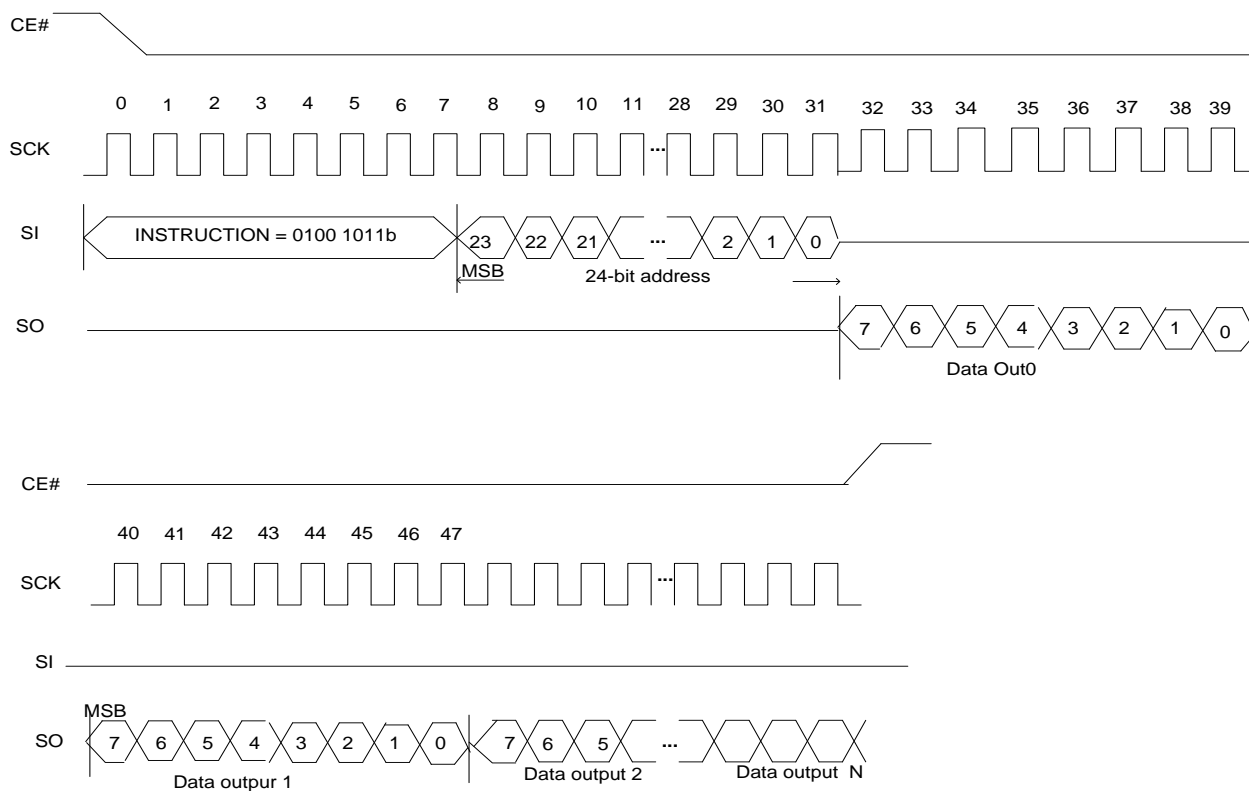 CE#
0 1 2 3 4 5 6 7 8 9 10 11 28 29 30 31 32 33 34 35 36 37 38 39
SCK ...
SI INSTRUCTION = 0100 1011b 23 22 21 ... 2 1 0
MSB 24-bit address
SO 7 6 5 4 3 2 1 0
Data Out0
CE#
40 41 42 43 44 45 46 47
SCK ...
SI
MSB
SO 7 6 5 4 3 2 1 0 7 6 5 ...
Data outpur 1 Data output 2 Data output N